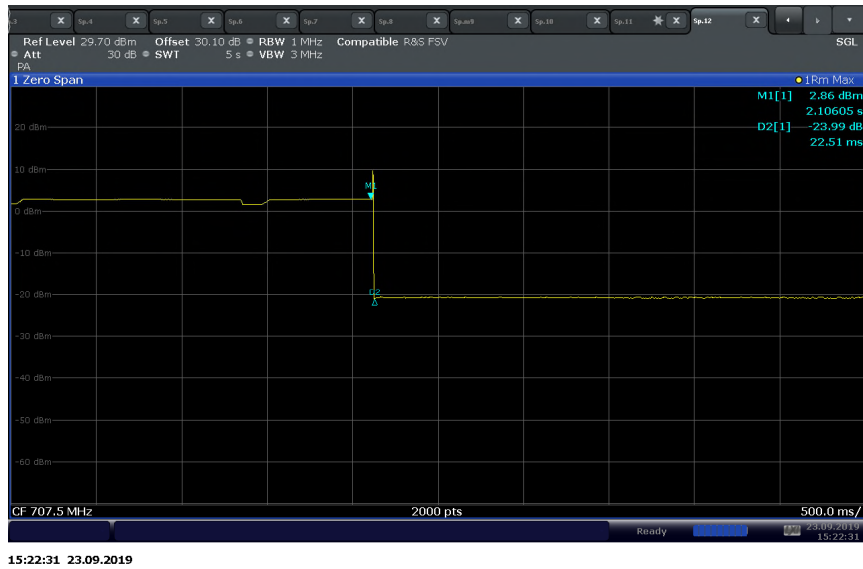 .3 Sp.4 Sp.5 Sp.6 Sp.7 Sp.8 Sp.m9 Sp.10 Sp.11 Sp.12
Ref Level 29.70 dBm Offset 30.10 dB RBW 1 MHz Compatible R&S FSV SGL
Att 30 dB SWT 5 s VBW 3 MHz
PA
1 Zero Span 1Rm Max
M1[1] 2.86 dBm
2.10605 s
D2[1] -23.99 dB
22.51 ms
20 dBm
10 dBm
M1
0 dBm
-10 dBm
-20 dBm
D2
-30 dBm
-40 dBm
-50 dBm
-60 dBm
CF 707.5 MHz 2000 pts 500.0 ms/
Ready 23.09.2019
15:22:31
15:22:31 23.09.2019